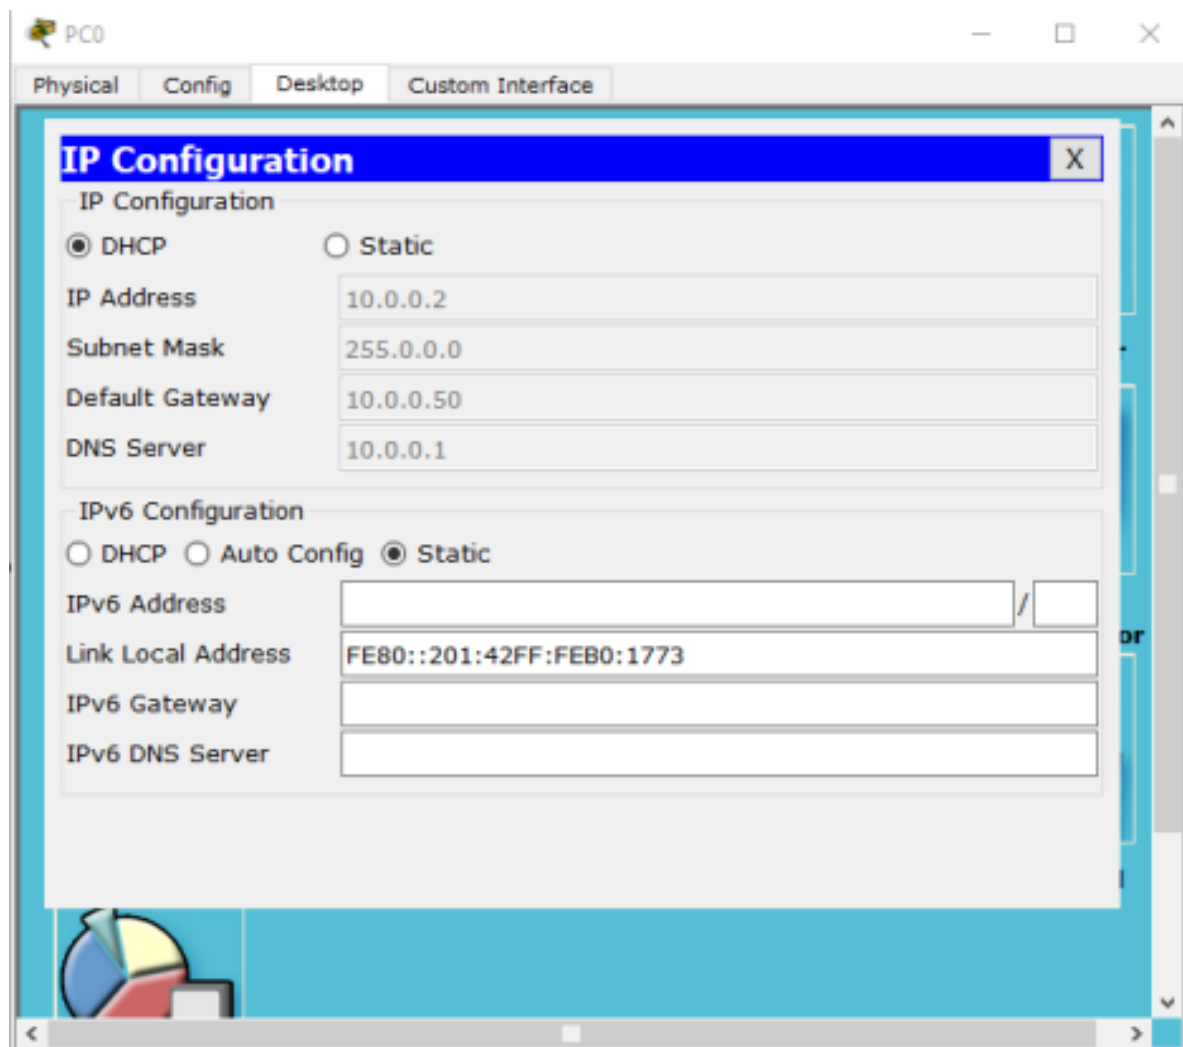 PC0
Physical Config Desktop Custom Interface
IP Configuration X
IP Configuration
DHCP Static
IP Address 10.0.0.2
Subnet Mask 255.0.0.0
Default Gateway 10.0.0.50
DNS Server 10.0.0.1
IPv6 Configuration
DHCP Auto Config Static
IPv6 Address /
Link Local Address FE80::201:42FF:FEB0:1773
IPv6 Gateway
IPv6 DNS Server
or